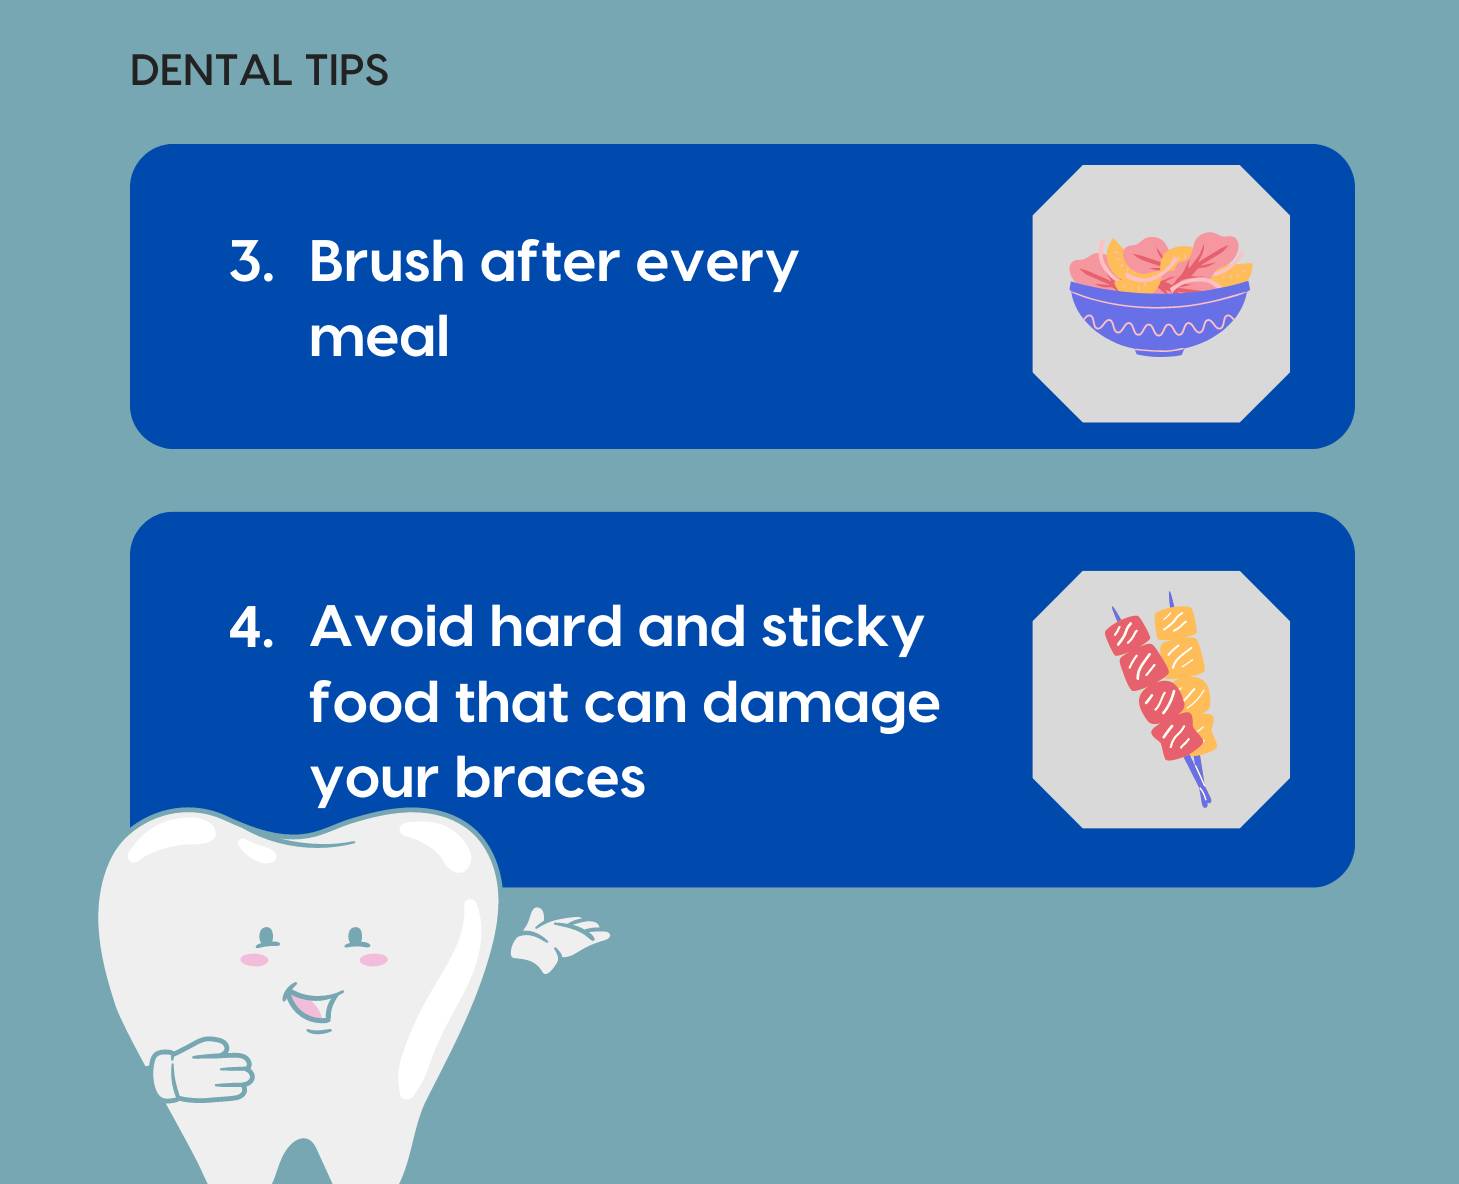 DENTAL TIPS
3. Brush after every
meal
4. Avoid hard and sticky
food that can damage
your braces